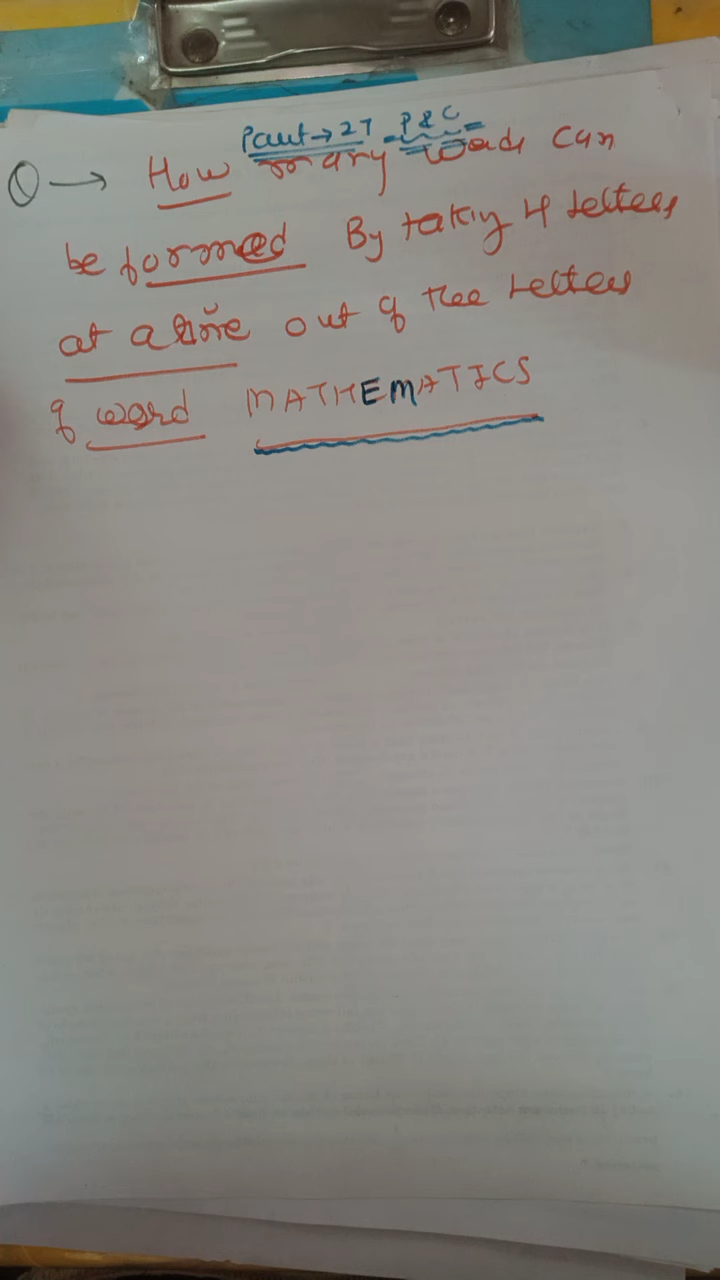 Part → 27 P & C
Q → How many words can
be formed By taking 4 letters
at a time out of the letters
of word MATHEMATICS